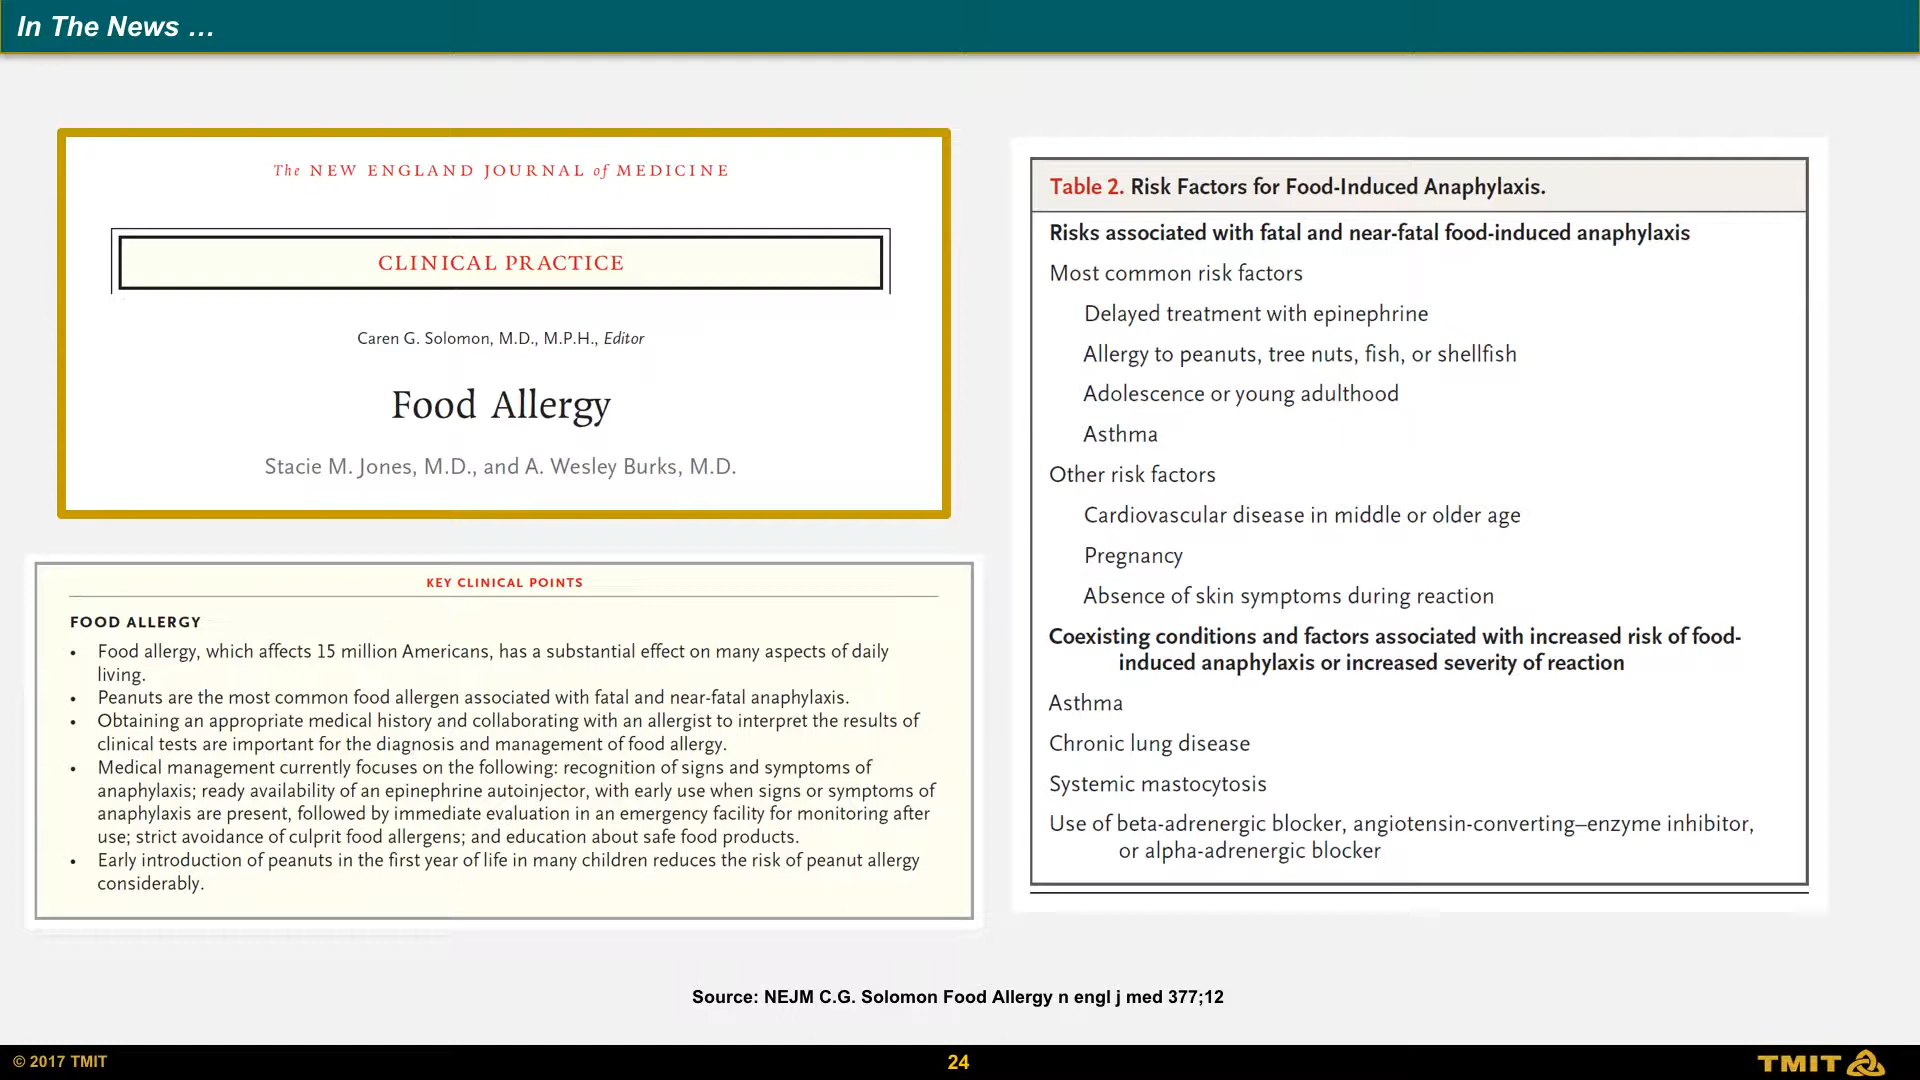 In The News …
The NEW ENGLAND JOURNAL of MEDICINE
CLINICAL PRACTICE
Caren G. Solomon, M.D., M.P.H., Editor
Food Allergy
Stacie M. Jones, M.D., and A. Wesley Burks, M.D.
KEY CLINICAL POINTS
FOOD ALLERGY
• Food allergy, which affects 15 million Americans, has a substantial effect on many aspects of daily
living.
• Peanuts are the most common food allergen associated with fatal and near-fatal anaphylaxis.
• Obtaining an appropriate medical history and collaborating with an allergist to interpret the results of
clinical tests are important for the diagnosis and management of food allergy.
• Medical management currently focuses on the following: recognition of signs and symptoms of
anaphylaxis; ready availability of an epinephrine autoinjector, with early use when signs or symptoms of
anaphylaxis are present, followed by immediate evaluation in an emergency facility for monitoring after
use; strict avoidance of culprit food allergens; and education about safe food products.
• Early introduction of peanuts in the first year of life in many children reduces the risk of peanut allergy
considerably.
Table 2. Risk Factors for Food-Induced Anaphylaxis.
Risks associated with fatal and near-fatal food-induced anaphylaxis
Most common risk factors
Delayed treatment with epinephrine
Allergy to peanuts, tree nuts, fish, or shellfish
Adolescence or young adulthood
Asthma
Other risk factors
Cardiovascular disease in middle or older age
Pregnancy
Absence of skin symptoms during reaction
Coexisting conditions and factors associated with increased risk of food-
induced anaphylaxis or increased severity of reaction
Asthma
Chronic lung disease
Systemic mastocytosis
Use of beta-adrenergic blocker, angiotensin-converting–enzyme inhibitor,
or alpha-adrenergic blocker
Source: NEJM C.G. Solomon Food Allergy n engl j med 377;12
© 2017 TMIT
24
TMIT